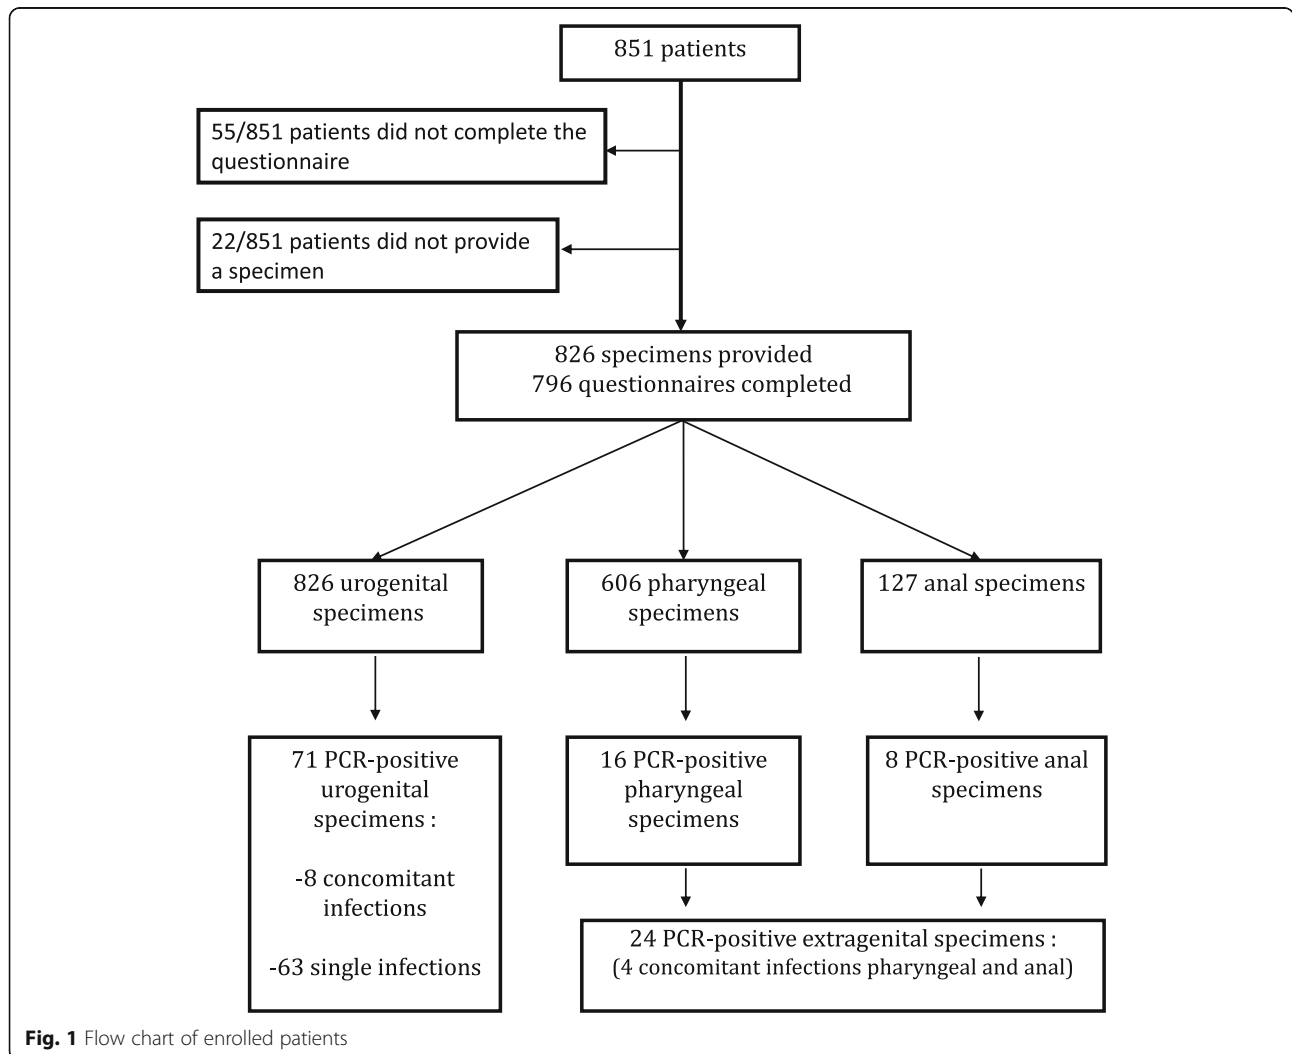 851 patients
55/851 patients did not complete the
questionnaire
22/851 patients did not provide
a specimen
826 specimens provided
796 questionnaires completed
826 urogenital
specimens
606 pharyngeal
specimens
127 anal specimens
71 PCR-positive
urogenital
specimens :
-8 concomitant
infections
-63 single infections
16 PCR-positive
pharyngeal
specimens
8 PCR-positive anal
specimens
24 PCR-positive extragenital specimens :
(4 concomitant infections pharyngeal and anal)
Fig. 1 Flow chart of enrolled patients